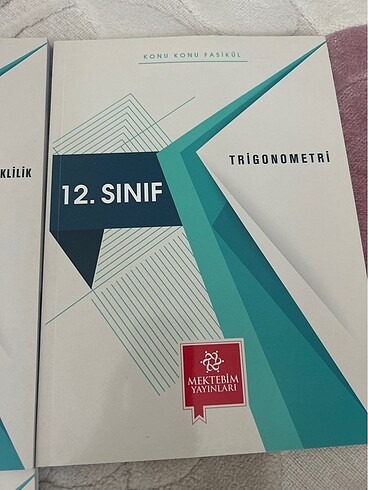 KONU KONU FASİKÜL
TRİGONOMETRİ
KLİLİK
12. SINIF
MEKTEBİM
YAYINLARI